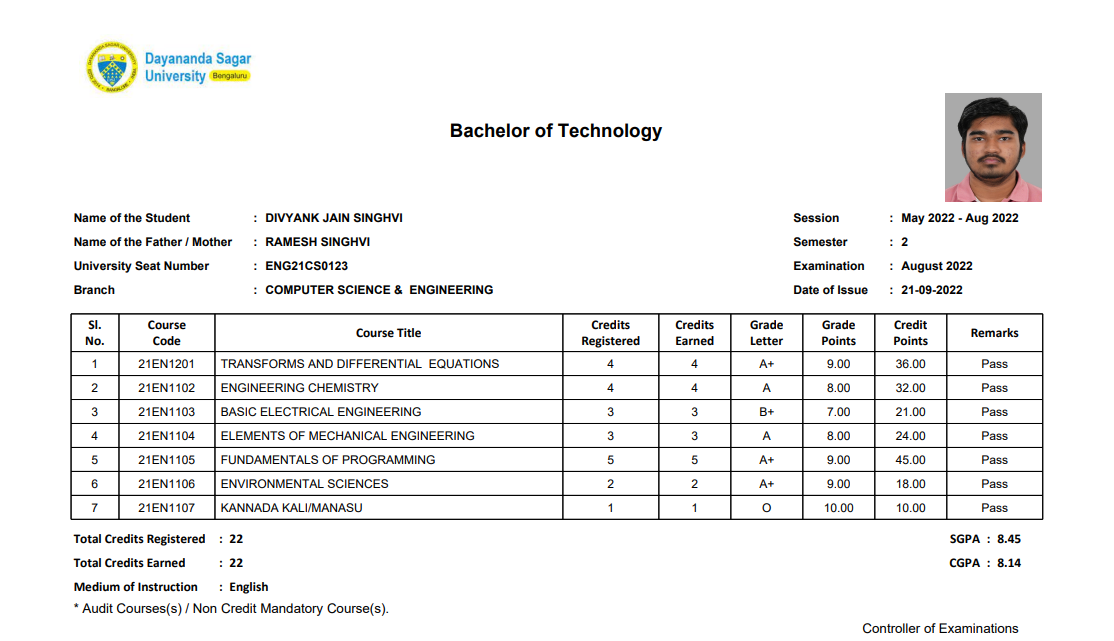 Dayananda Sagar
University Bengaluru
Bachelor of Technology
Name of the Student : DIVYANK JAIN SINGHVI Session : May 2022 - Aug 2022
Name of the Father / Mother : RAMESH SINGHVI Semester : 2
University Seat Number : ENG21CS0123 Examination : August 2022
Branch : COMPUTER SCIENCE & ENGINEERING Date of Issue : 21-09-2022
Sl. No. Course Code Course Title Credits Registered Credits Earned Grade Letter Grade Points Credit Points Remarks
1 21EN1201 TRANSFORMS AND DIFFERENTIAL EQUATIONS 4 4 A+ 9.00 36.00 Pass
2 21EN1102 ENGINEERING CHEMISTRY 4 4 A 8.00 32.00 Pass
3 21EN1103 BASIC ELECTRICAL ENGINEERING 3 3 B+ 7.00 21.00 Pass
4 21EN1104 ELEMENTS OF MECHANICAL ENGINEERING 3 3 A 8.00 24.00 Pass
5 21EN1105 FUNDAMENTALS OF PROGRAMMING 5 5 A+ 9.00 45.00 Pass
6 21EN1106 ENVIRONMENTAL SCIENCES 2 2 A+ 9.00 18.00 Pass
7 21EN1107 KANNADA KALI/MANASU 1 1 O 10.00 10.00 Pass
Total Credits Registered : 22 SGPA : 8.45
Total Credits Earned : 22 CGPA : 8.14
Medium of Instruction : English
* Audit Courses(s) / Non Credit Mandatory Course(s).
Controller of Examinations